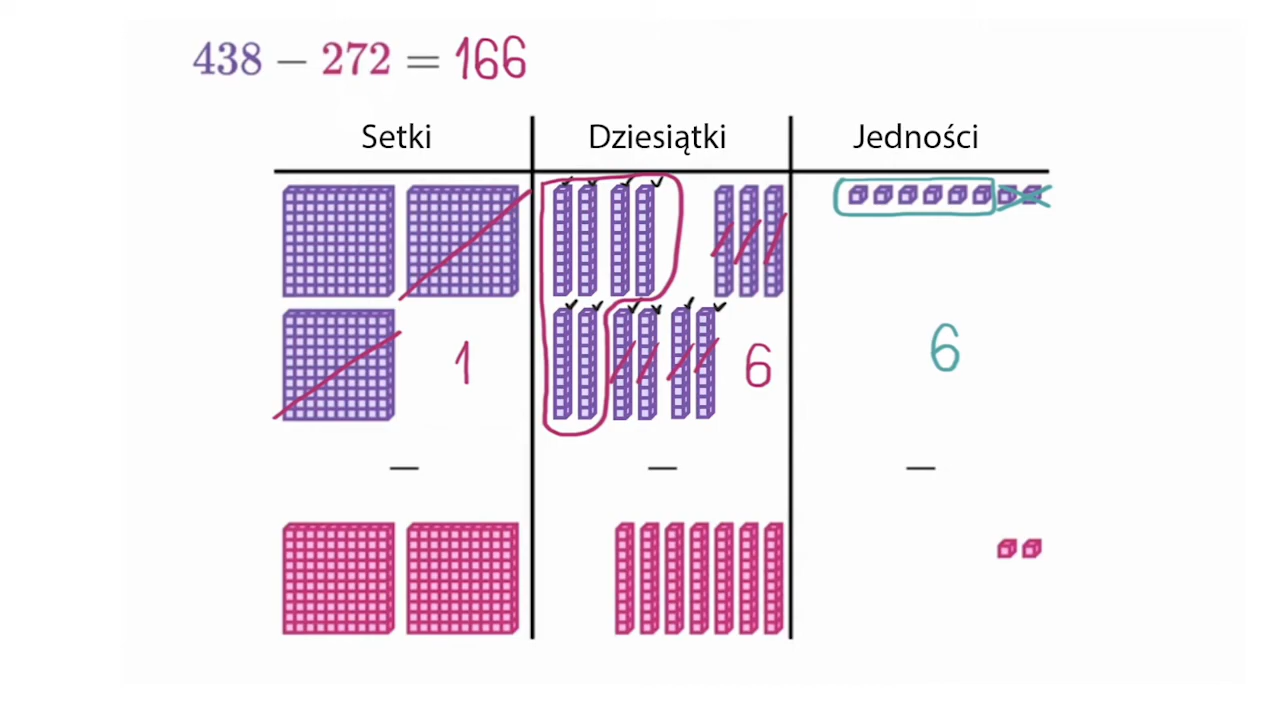 438 − 272 = 166
Setki Dziesiątki Jedności
1 6 6
− − −